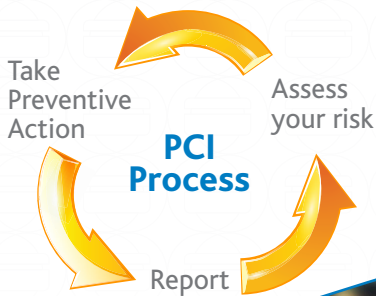 Take
Preventive
Action
Assess
your risk
PCI
Process
Report